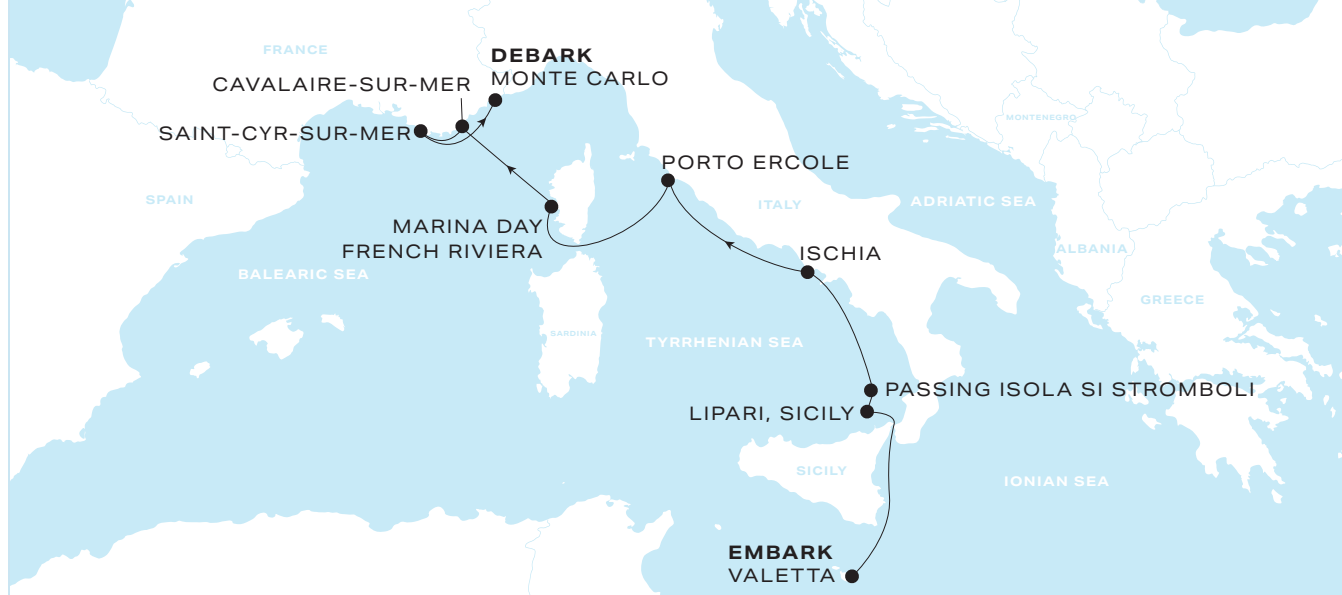 FRANCE
DEBARK
MONTE CARLO
CAVALAIRE-SUR-MER
SAINT-CYR-SUR-MER
MONTENEGRO
PORTO ERCOLE
SPAIN
ITALY
ADRIATIC SEA
MARINA DAY
FRENCH RIVIERA
ISCHIA
ALBANIA
BALEARIC SEA
GREECE
SARDINIA
TYRRHENIAN SEA
PASSING ISOLA SI STROMBOLI
LIPARI, SICILY
SICILY
IONIAN SEA
EMBARK
VALETTA